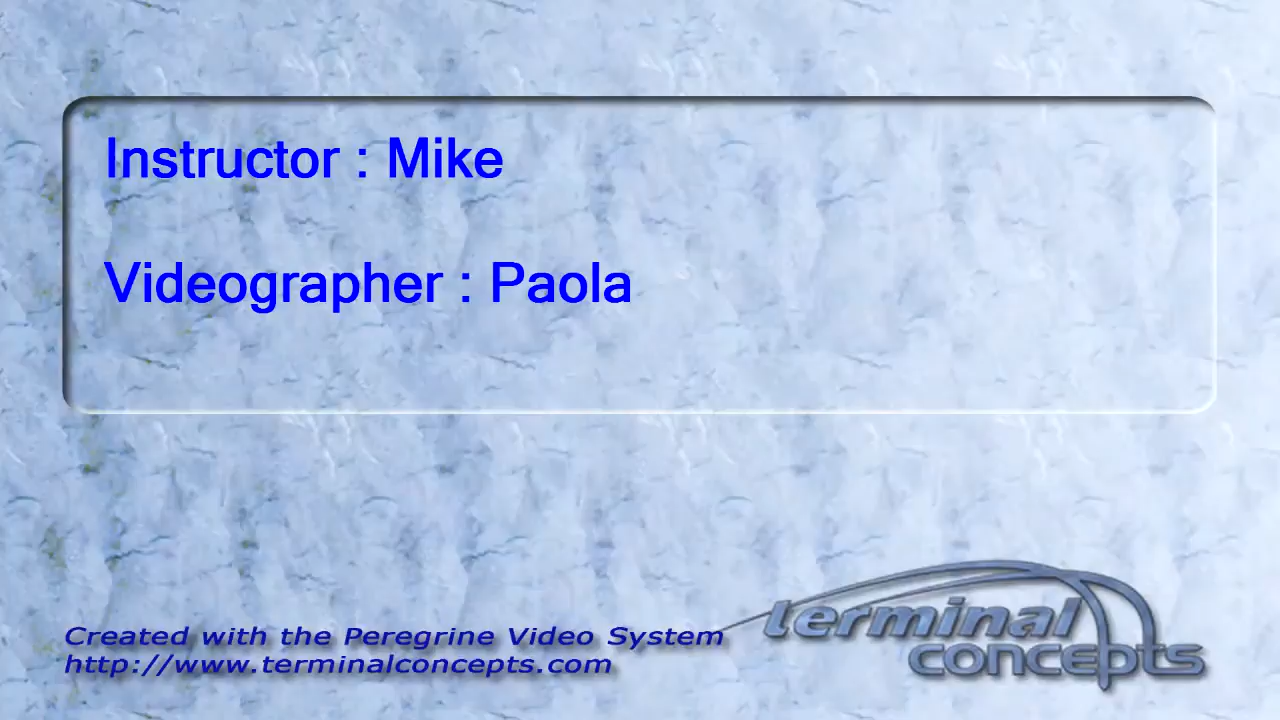 Instructor : Mike
Videographer : Paola
Created with the Peregrine Video System
http://www.terminalconcepts.com
terminal
concepts